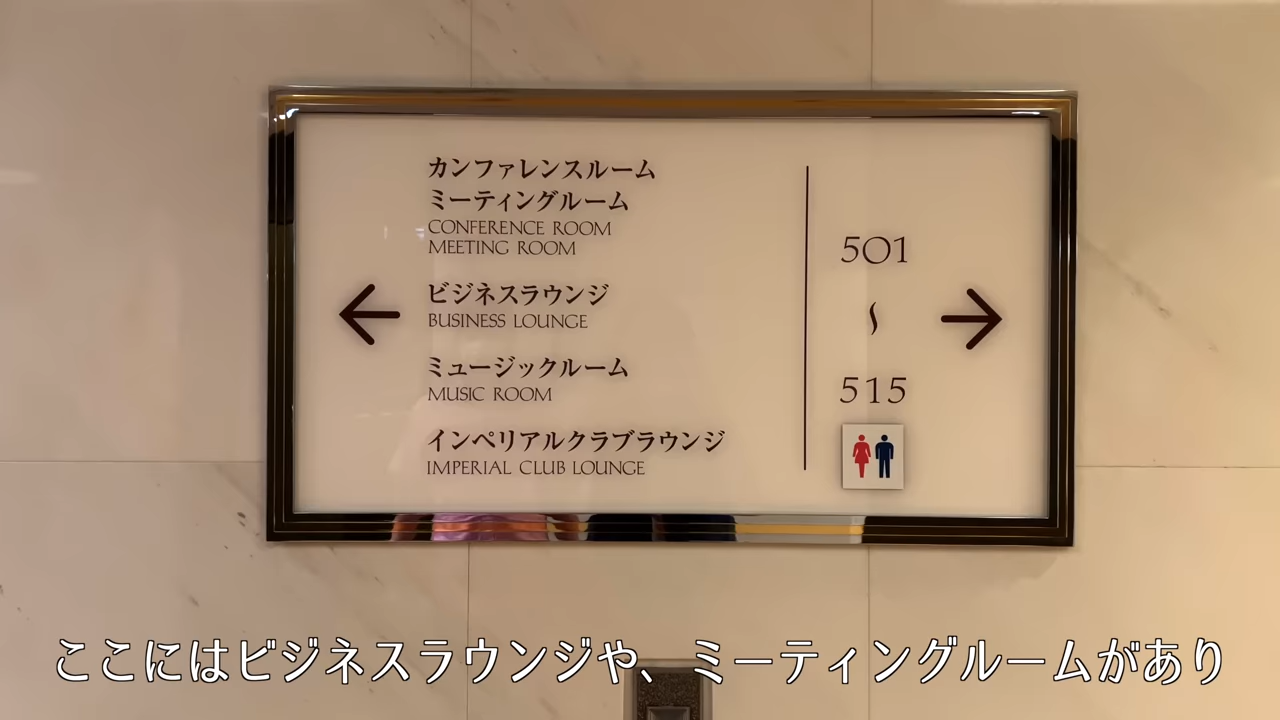 カンファレンスルーム
ミーティングルーム
CONFERENCE ROOM
MEETING ROOM
ビジネスラウンジ
BUSINESS LOUNGE
ミュージックルーム
MUSIC ROOM
インペリアルクラブラウンジ
IMPERIAL CLUB LOUNGE
501
〜
515
ここにはビジネスラウンジや、ミーティングルームがあり